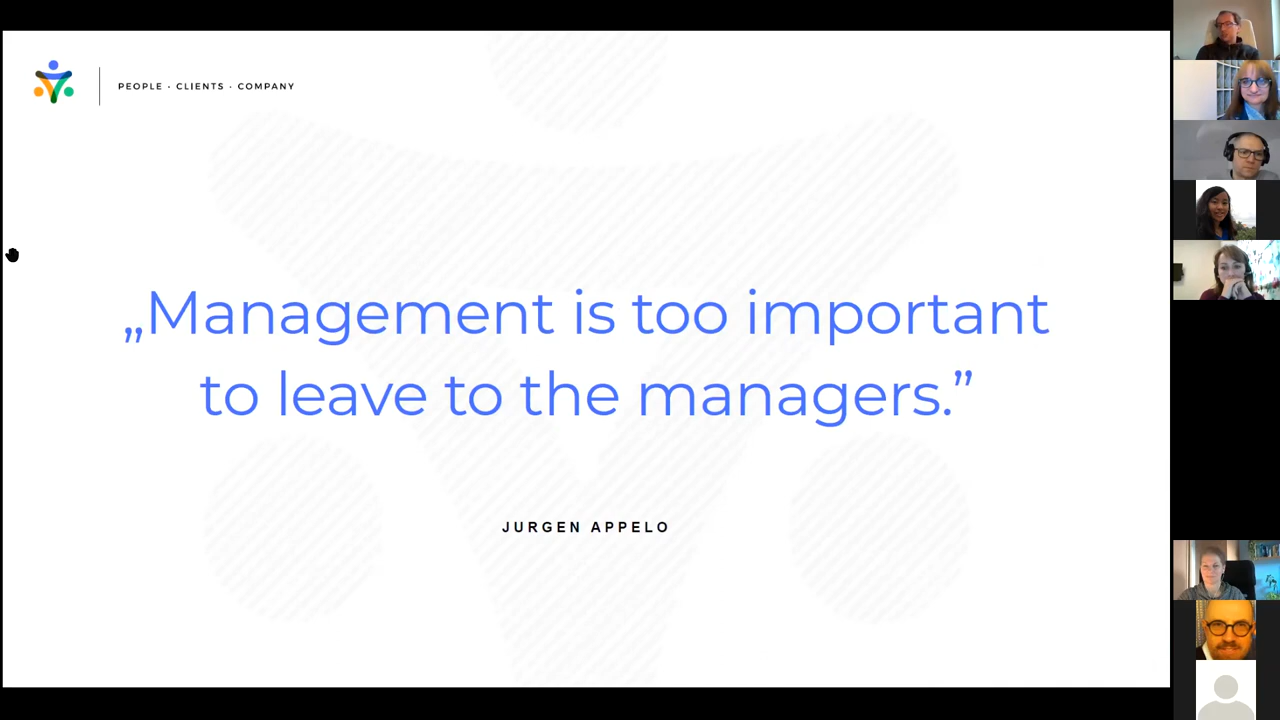 PEOPLE · CLIENTS · COMPANY
„Management is too important
to leave to the managers.”
JURGEN APPELO